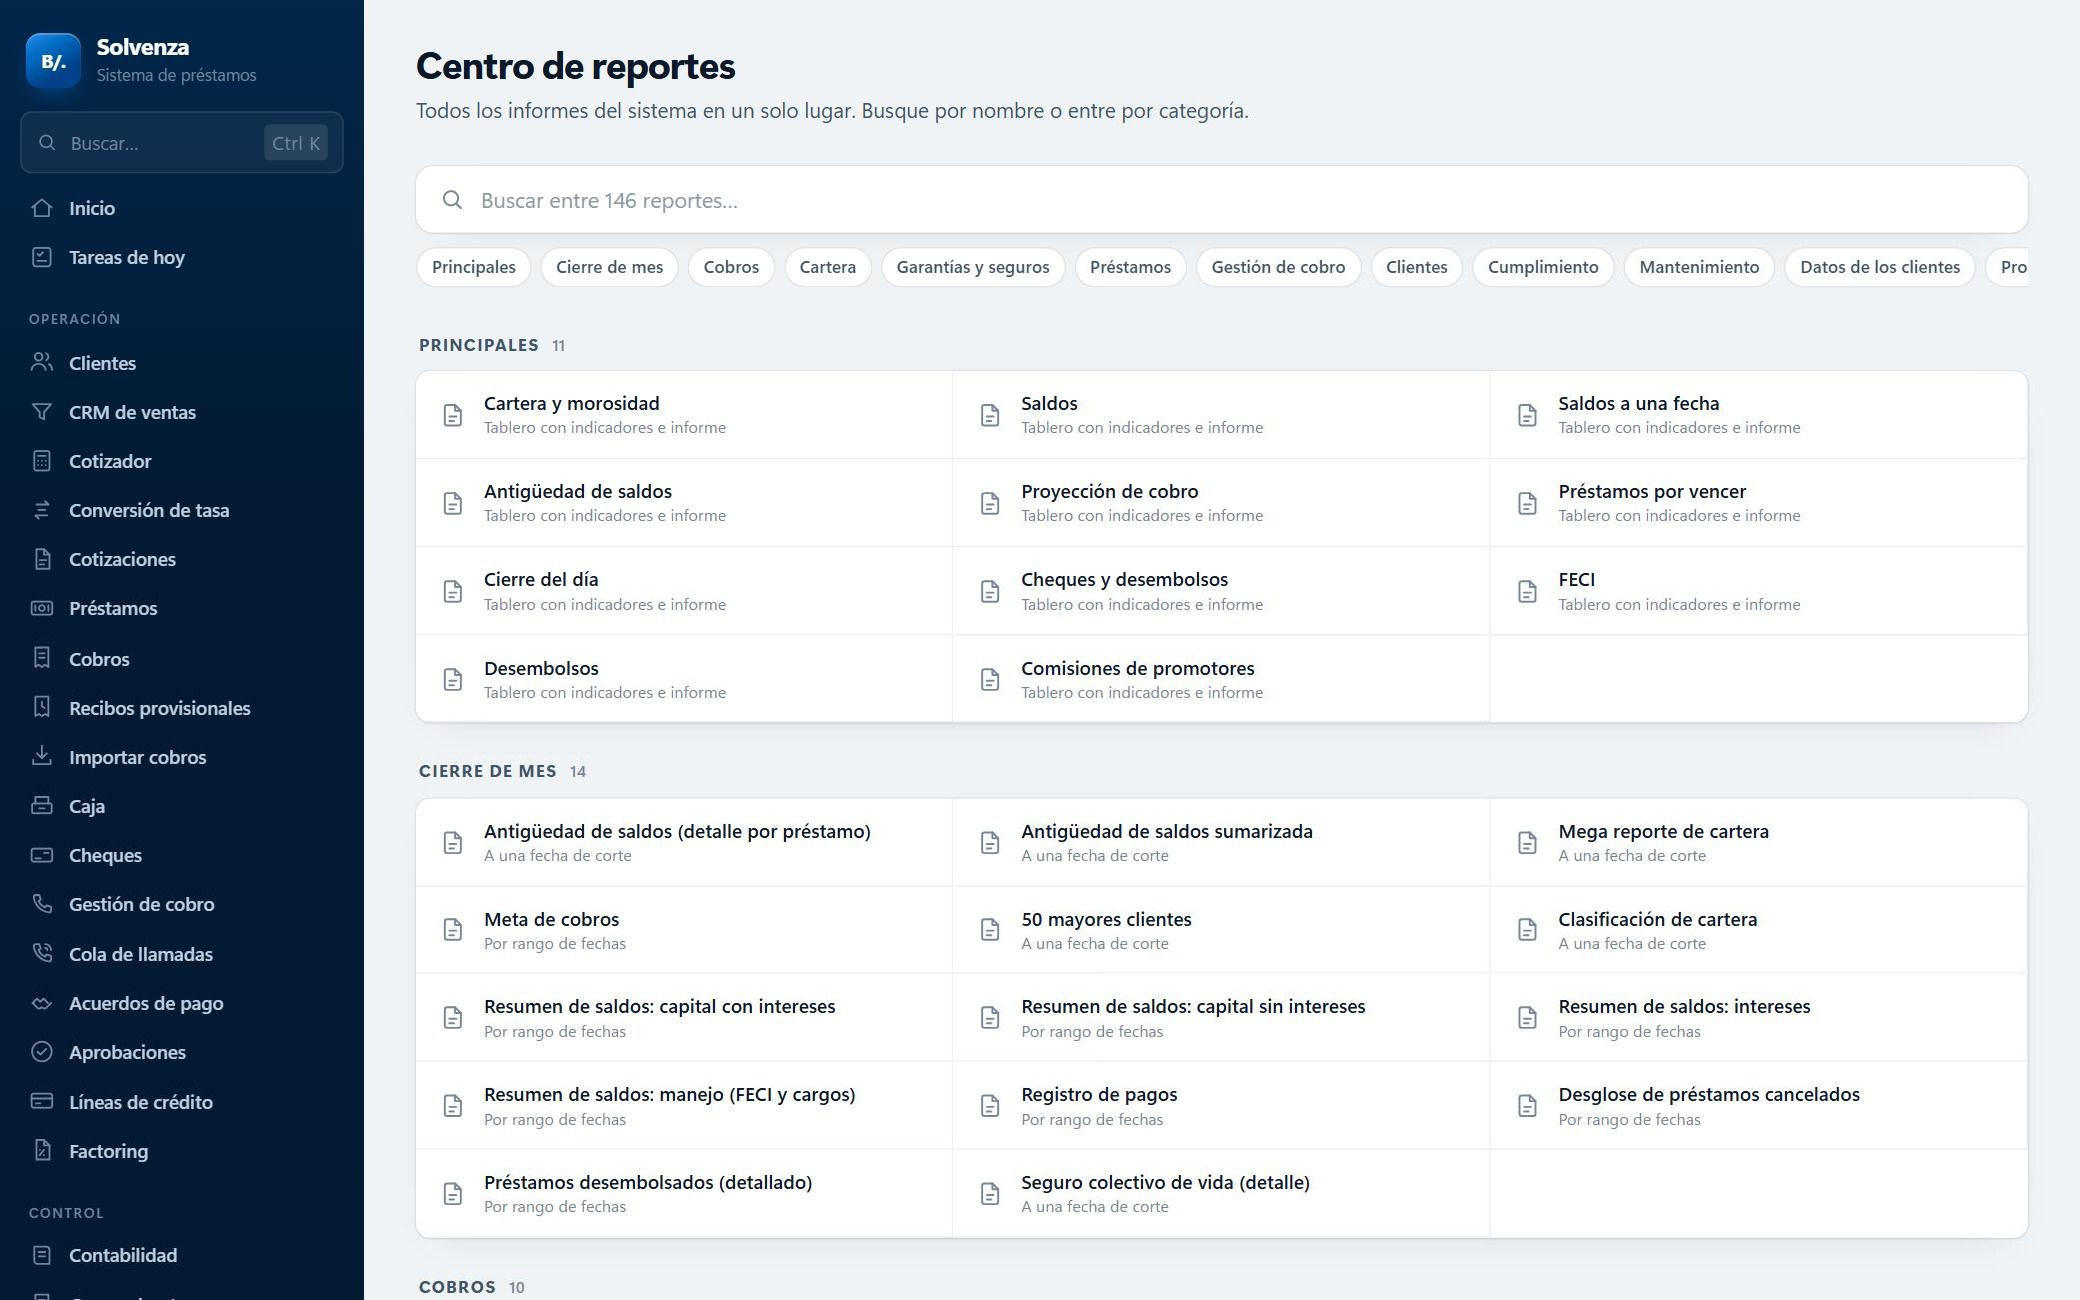 B/.
Solvenza
Sistema de préstamos
Buscar...
Ctrl K
Inicio
Tareas de hoy
OPERACIÓN
Clientes
CRM de ventas
Cotizador
Conversión de tasa
Cotizaciones
Préstamos
Cobros
Recibos provisionales
Importar cobros
Caja
Cheques
Gestión de cobro
Cola de llamadas
Acuerdos de pago
Aprobaciones
Líneas de crédito
Factoring
CONTROL
Contabilidad
Centro de reportes
Todos los informes del sistema en un solo lugar. Busque por nombre o entre por categoría.
Buscar entre 146 reportes...
Principales
Cierre de mes
Cobros
Cartera
Garantías y seguros
Préstamos
Gestión de cobro
Clientes
Cumplimiento
Mantenimiento
Datos de los clientes
Pro
PRINCIPALES 11
Cartera y morosidad
Tablero con indicadores e informe
Saldos
Tablero con indicadores e informe
Saldos a una fecha
Tablero con indicadores e informe
Antigüedad de saldos
Tablero con indicadores e informe
Proyección de cobro
Tablero con indicadores e informe
Préstamos por vencer
Tablero con indicadores e informe
Cierre del día
Tablero con indicadores e informe
Cheques y desembolsos
Tablero con indicadores e informe
FECI
Tablero con indicadores e informe
Desembolsos
Tablero con indicadores e informe
Comisiones de promotores
Tablero con indicadores e informe
CIERRE DE MES 14
Antigüedad de saldos (detalle por préstamo)
A una fecha de corte
Antigüedad de saldos sumarizada
A una fecha de corte
Mega reporte de cartera
A una fecha de corte
Meta de cobros
Por rango de fechas
50 mayores clientes
A una fecha de corte
Clasificación de cartera
A una fecha de corte
Resumen de saldos: capital con intereses
Por rango de fechas
Resumen de saldos: capital sin intereses
Por rango de fechas
Resumen de saldos: intereses
Por rango de fechas
Resumen de saldos: manejo (FECI y cargos)
Por rango de fechas
Registro de pagos
Por rango de fechas
Desglose de préstamos cancelados
Por rango de fechas
Préstamos desembolsados (detallado)
Por rango de fechas
Seguro colectivo de vida (detalle)
A una fecha de corte
COBROS 10